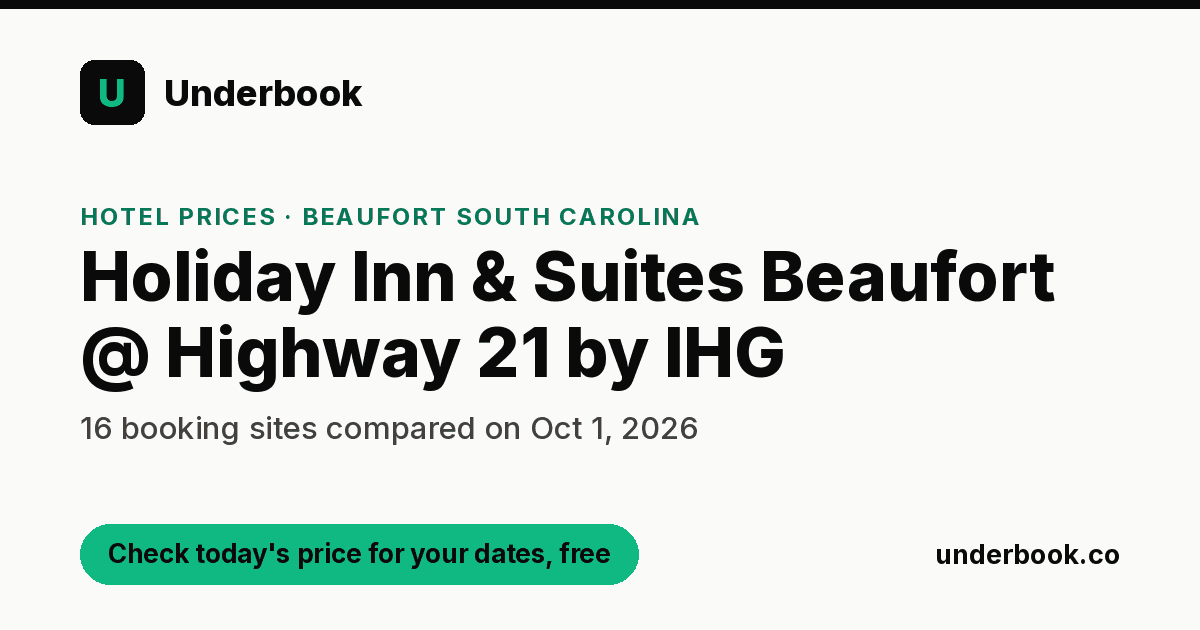 U Underbook
HOTEL PRICES · BEAUFORT SOUTH CAROLINA
Holiday Inn & Suites Beaufort
@ Highway 21 by IHG
16 booking sites compared on Oct 1, 2026
Check today's price for your dates, free
underbook.co